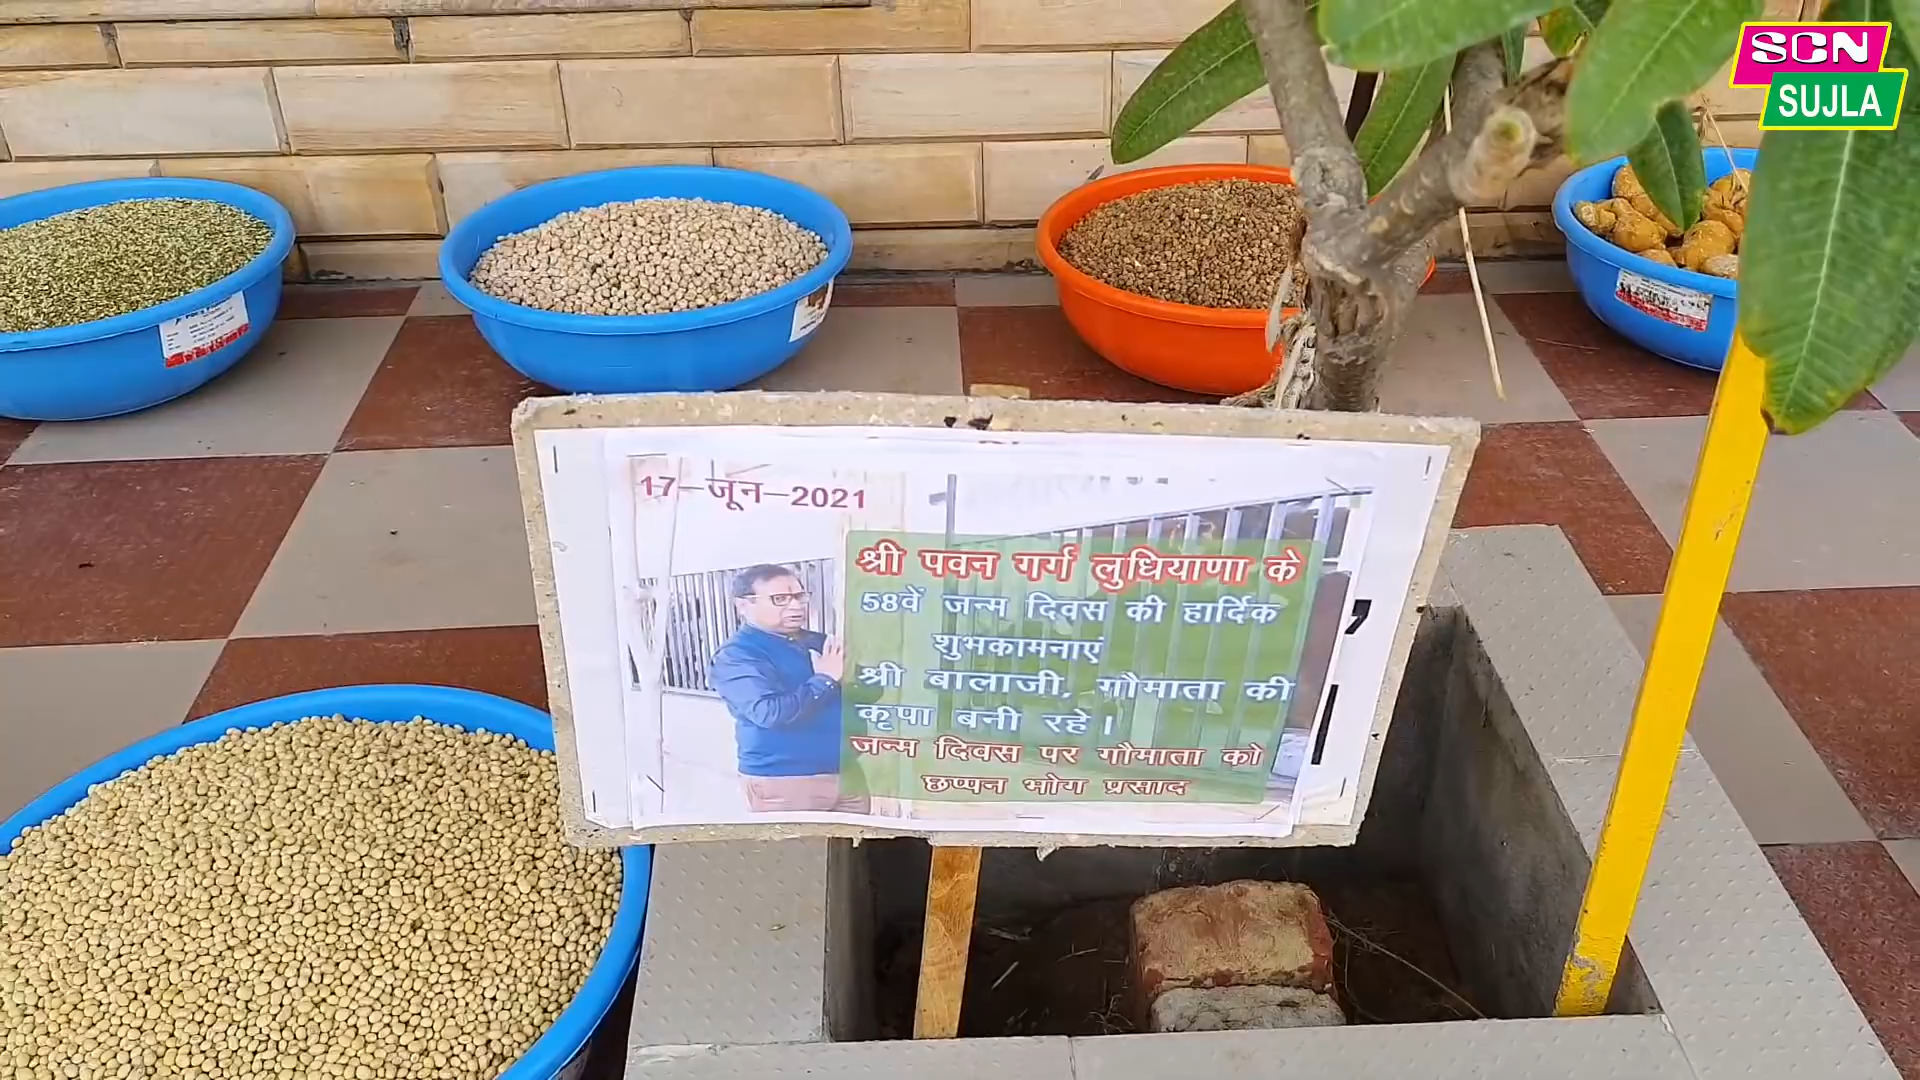 SCN
SUJLA
17-जून-2021
श्री पवन गर्ग लुधियाणा के
58वें जन्म दिवस की हार्दिक
शुभकामनाएं
श्री बालाजी, गौमाता की
कृपा बनी रहे।
जन्म दिवस पर गौमाता को
छप्पन भोग प्रसाद